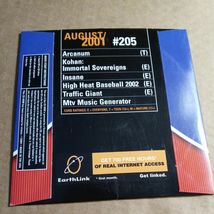 AUGUST/
2001 #205
Arcanum (T)
Kohan:
Immortal Sovereigns (E)
Insane (E)
High Heat Baseball 2002 (E)
Traffic Giant (E)
Mtv Music Generator
GET 700 FREE HOURS
OF REAL INTERNET ACCESS
EarthLink
Get linked.